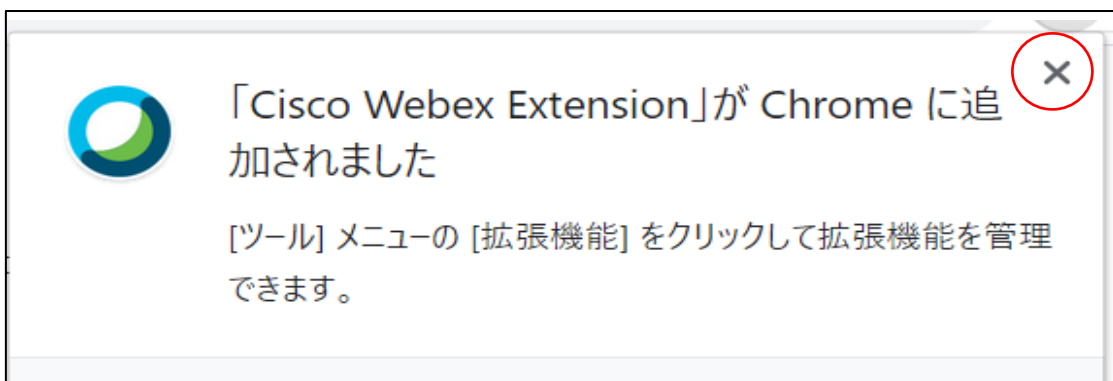 「Cisco Webex Extension」が Chrome に追
加されました
[ツール] メニューの [拡張機能] をクリックして拡張機能を管理
できます。